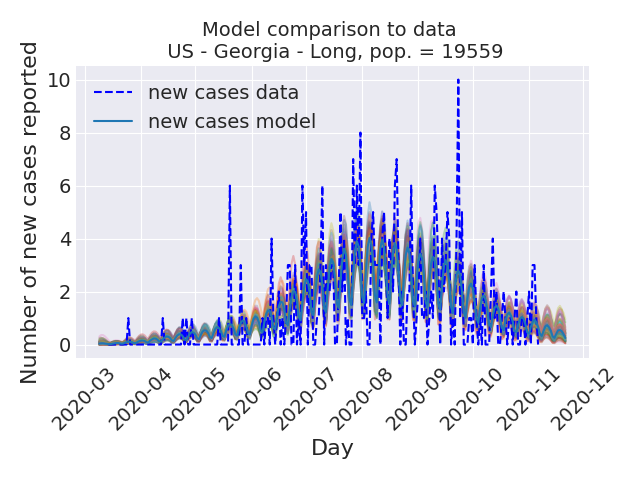 Model comparison to data
US - Georgia - Long, pop. = 19559
Number of new cases reported
10
8
6
4
2
0
new cases data
new cases model
2020-03
2020-04
2020-05
2020-06
2020-07
2020-08
2020-09
2020-10
2020-11
2020-12
Day